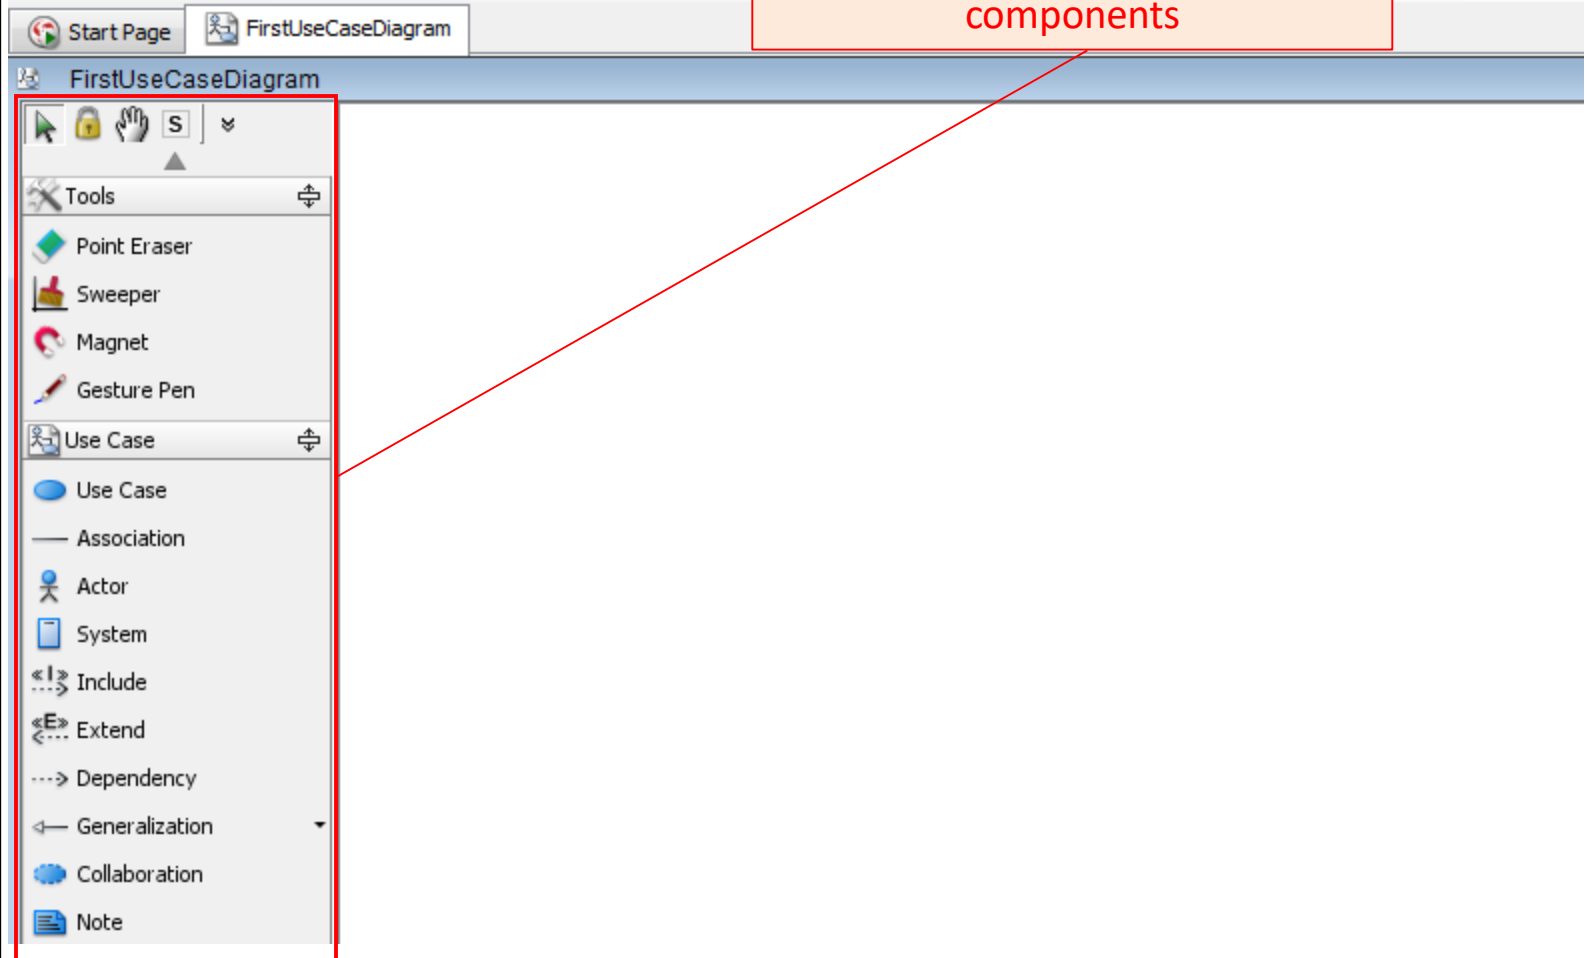 components
Start Page
FirstUseCaseDiagram
FirstUseCaseDiagram
S
Tools
Point Eraser
Sweeper
Magnet
Gesture Pen
Use Case
Use Case
Association
Actor
System
«I» Include
«E» Extend
Dependency
Generalization
Collaboration
Note